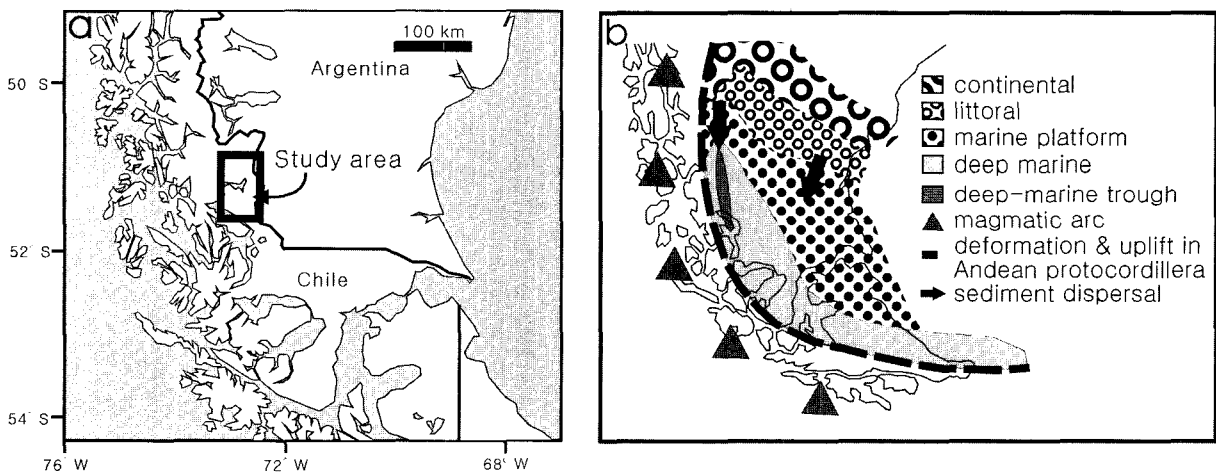 a
100 km
50° S
Argentina
Study area
52° S
Chile
54° S
76° W
72° W
68° W
b
continental
littoral
marine platform
deep marine
deep-marine trough
magmatic arc
deformation & uplift in
Andean protocordillera
sediment dispersal